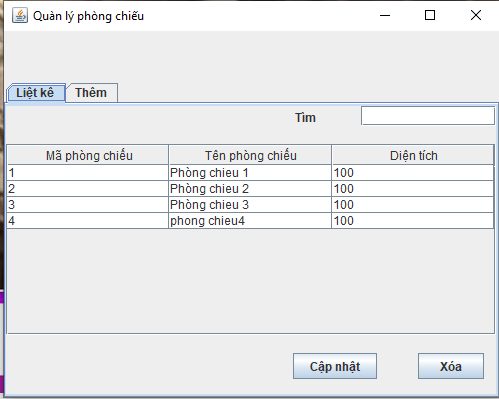 Quản lý phòng chiếu
Liệt kê Thêm
Tìm
Mã phòng chiếu Tên phòng chiếu Diện tích
1 Phòng chieu 1 100
2 Phòng chieu 2 100
3 Phòng chieu 3 100
4 phong chieu4 100
Cập nhật Xóa